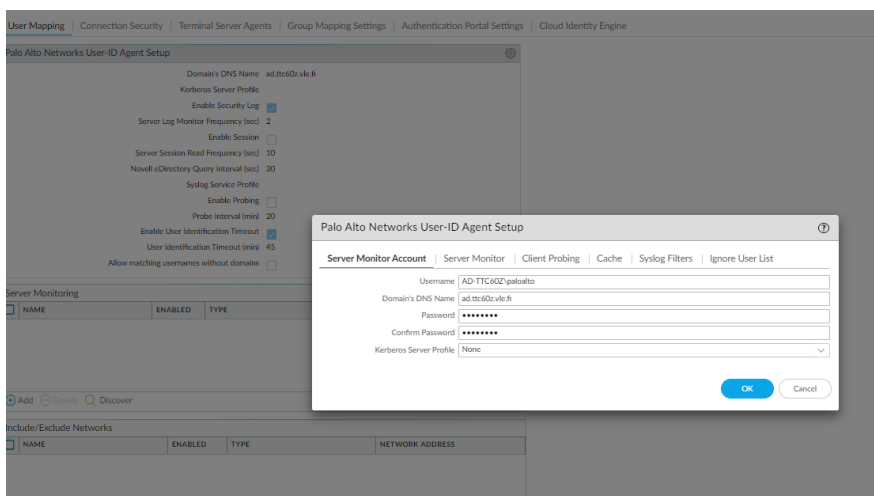 User Mapping | Connection Security | Terminal Server Agents | Group Mapping Settings | Authentication Portal Settings | Cloud Identity Engine
Palo Alto Networks User-ID Agent Setup
Domain's DNS Name ad.ttc60z.vle.fi
Kerberos Server Profile
Enable Security Log
Server Log Monitor Frequency (sec) 2
Enable Session
Server Session Read Frequency (sec) 10
Novell eDirectory Query Interval (sec) 30
Syslog Service Profile
Enable Probing
Probe Interval (min) 20
Enable User Identification Timeout
User Identification Timeout (min) 45
Allow matching usernames without domains
Server Monitoring
NAME ENABLED TYPE
Add Delete Discover
Include/Exclude Networks
NAME ENABLED TYPE NETWORK ADDRESS
Palo Alto Networks User-ID Agent Setup
Server Monitor Account | Server Monitor | Client Probing | Cache | Syslog Filters | Ignore User List
Username AD-TTC60Z\paloalto
Domain's DNS Name ad.ttc60z.vle.fi
Password ••••••••
Confirm Password ••••••••
Kerberos Server Profile None
OK Cancel